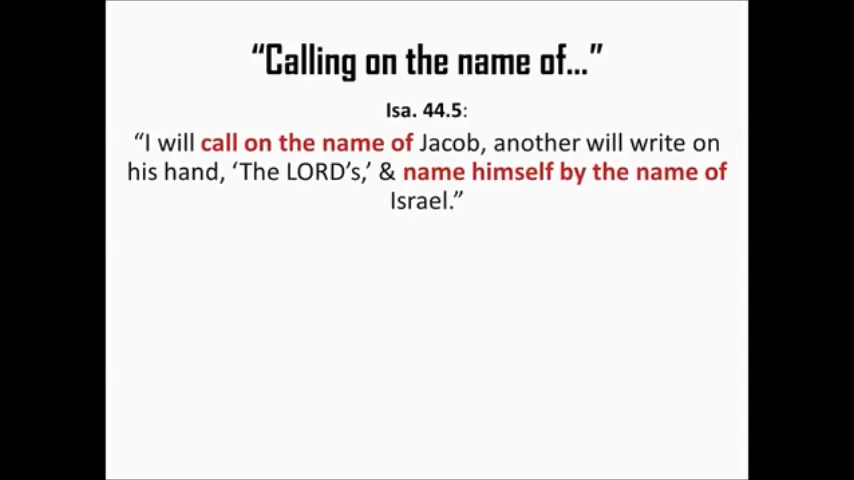 “Calling on the name of...”
Isa. 44.5:
“I will call on the name of Jacob, another will write on
his hand, ‘The LORD’s,’ & name himself by the name of
Israel.”